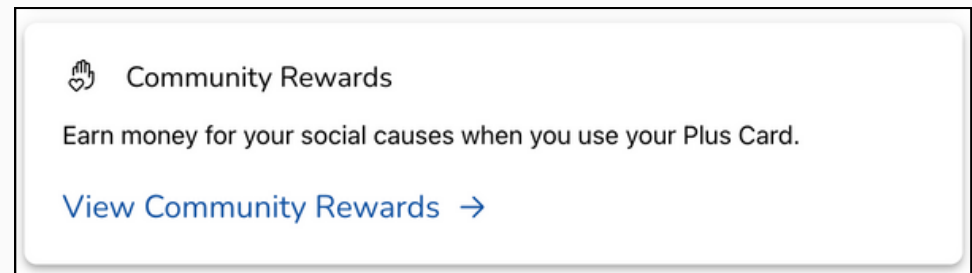 Community Rewards
Earn money for your social causes when you use your Plus Card.
View Community Rewards →